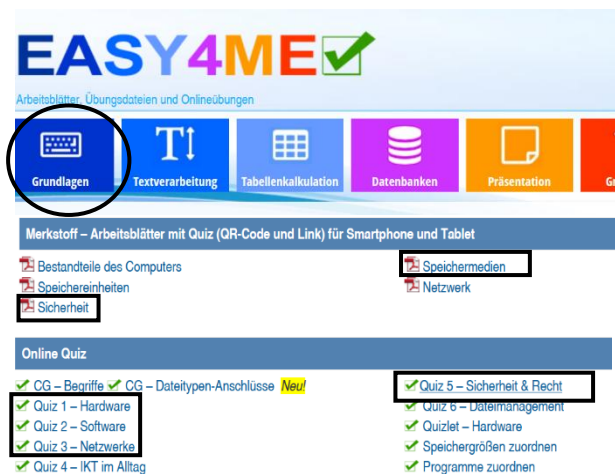 EASY4ME
Arbeitsblätter, Übungsdateien und Onlineübungen
Grundlagen
Textverarbeitung
Tabellenkalkulation
Datenbanken
Präsentation
Gr
Merkstoff – Arbeitsblätter mit Quiz (QR-Code und Link) für Smartphone und Tablet
Bestandteile des Computers
Speichereinheiten
Sicherheit
Speichermedien
Netzwerk
Online Quiz
CG – Begriffe CG – Dateitypen-Anschlüsse Neu!
Quiz 1 – Hardware
Quiz 2 – Software
Quiz 3 – Netzwerke
Quiz 4 – IKT im Alltag
Quiz 5 – Sicherheit & Recht
Quiz 6 – Dateimanagement
Quizlet – Hardware
Speichergrößen zuordnen
Programme zuordnen